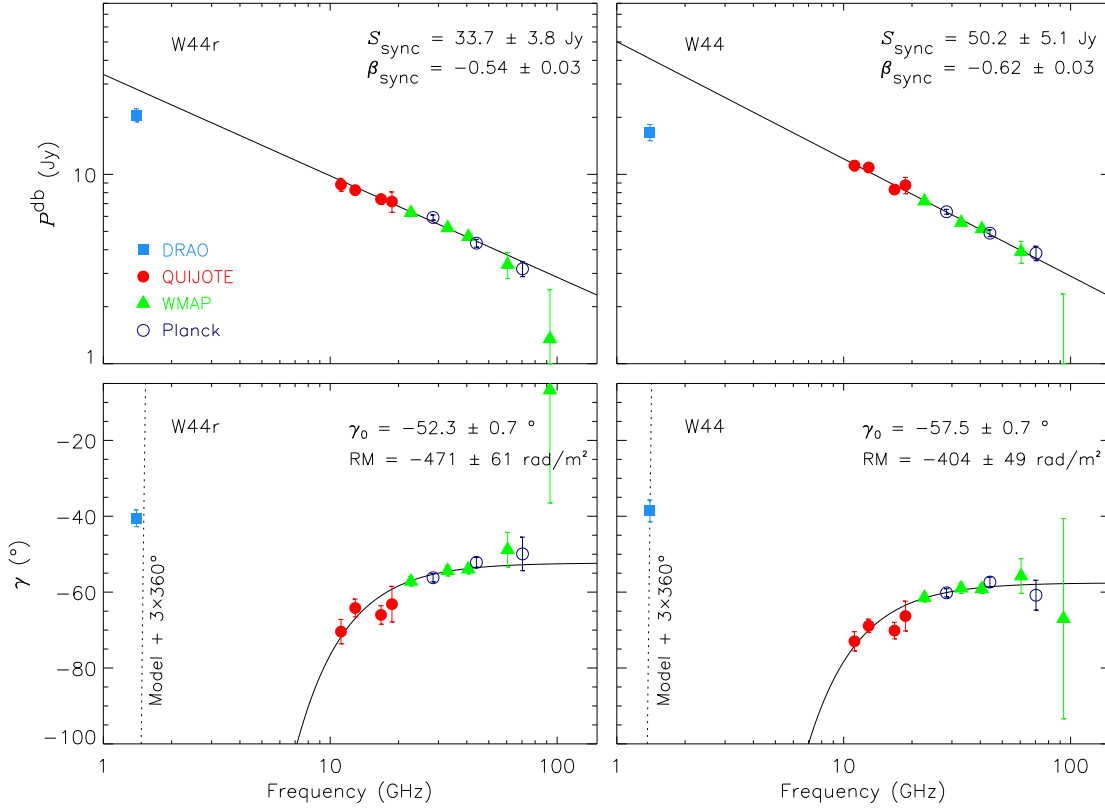 W44r
S_sync = 33.7 ± 3.8 Jy
β_sync = −0.54 ± 0.03
W44
S_sync = 50.2 ± 5.1 Jy
β_sync = −0.62 ± 0.03
P^db (Jy)
10
1
DRAO
QUIJOTE
WMAP
Planck
W44r
γ₀ = −52.3 ± 0.7 °
RM = −471 ± 61 rad/m²
W44
γ₀ = −57.5 ± 0.7 °
RM = −404 ± 49 rad/m²
γ (°)
−20
−40
−60
−80
−100
Model + 3×360°
Model + 3×360°
1
10
100
1
10
100
Frequency (GHz)
Frequency (GHz)